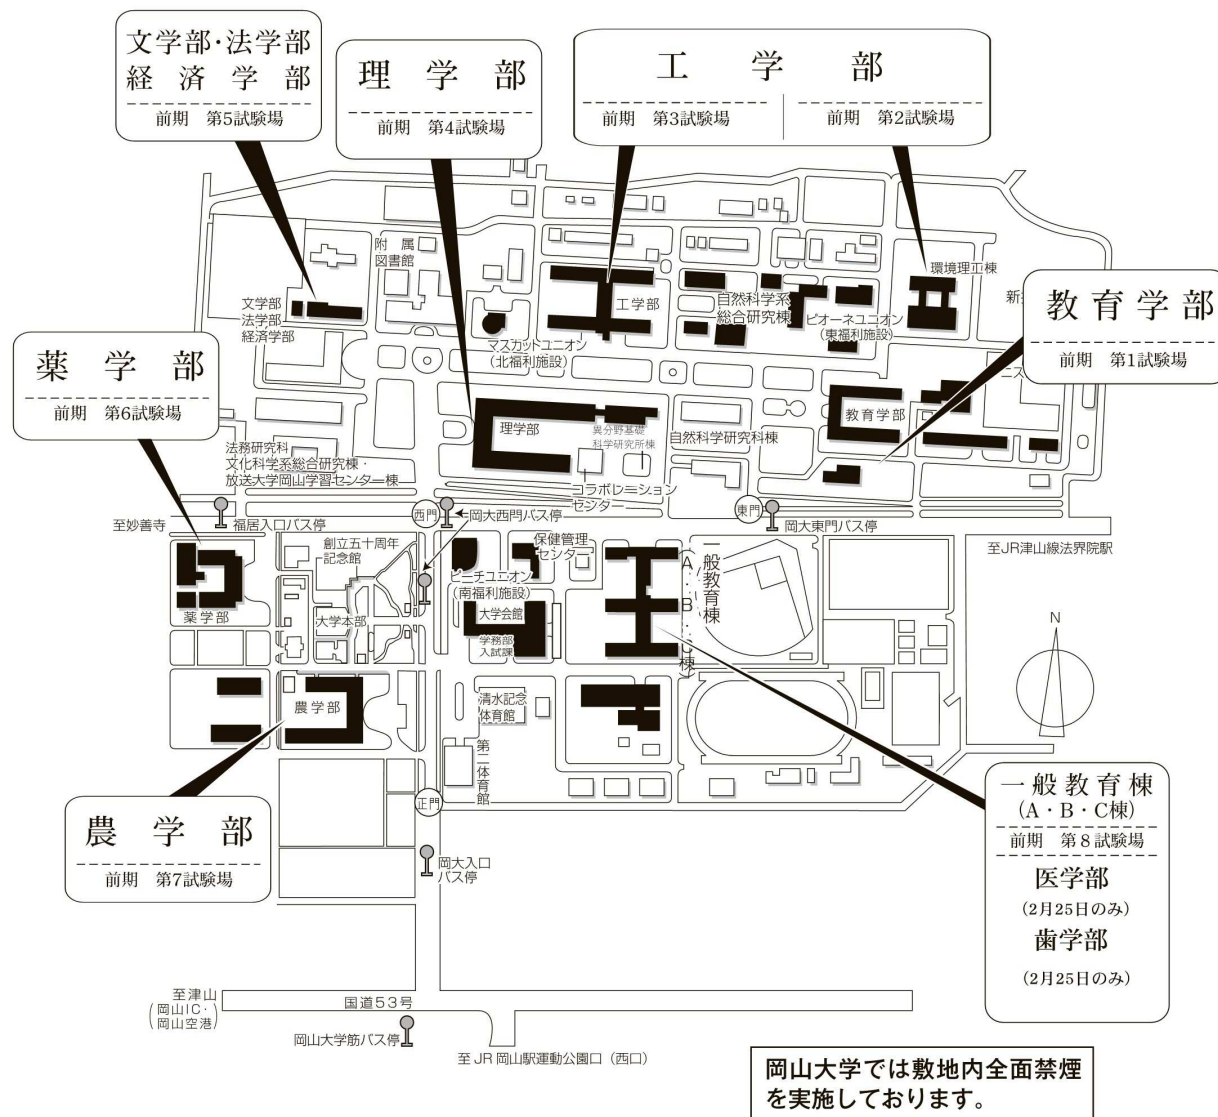 文学部・法学部
経済学部
前期　第5試験場
理学部
前期　第4試験場
工学部
前期　第3試験場
前期　第2試験場
教育学部
前期　第1試験場
薬学部
前期　第6試験場
農学部
前期　第7試験場
一般教育棟
(A・B・C棟)
前期　第8試験場
医学部
(2月25日のみ)
歯学部
(2月25日のみ)
附属
図書館
文学部
法学部
経済学部
マスカットユニオン
(北福利施設)
工学部
自然科学系
総合研究棟
ピオーネユニオン
(東福利施設)
環境理工棟
教育学部
理学部
異分野基礎
科学研究所棟
自然科学研究科棟
コラボレーション
センター
法務研究科
文化科学系総合研究棟・
放送大学岡山学習センター棟
至妙善寺
福居入口バス停
西門
岡大西門バス停
東門
岡大東門バス停
至JR津山線法界院駅
創立五十周年
記念館
大学本部
薬学部
保健管理
センター
ピーチユニオン
(南福利施設)
大学会館
学務部
入試課
一般教育棟
(A・B・C棟)
N
農学部
清水記念
体育館
第二体育館
正門
岡大入口
バス停
至津山
(岡山IC・
岡山空港)
国道53号
岡山大学筋バス停
至JR岡山駅運動公園口(西口)
岡山大学では敷地内全面禁煙
を実施しております。